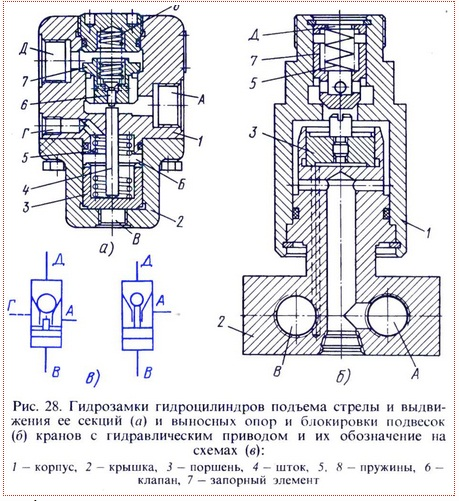 8
Д
7
6
Г
5
4
3
А
1
Б
2
В
а)
Д
7
5
3
1
2
В
А
б)
Д
Г
А
В
Д
А
В
в)
Рис. 28. Гидрозамки гидроцилиндров подъема стрелы и выдви-
жения ее секций (а) и выносных опор и блокировки подвесок
(б) кранов с гидравлическим приводом и их обозначение на
схемах (в):
1 – корпус, 2 – крышка, 3 – поршень, 4 – шток, 5, 8 – пружины, 6 –
клапан, 7 – запорный элемент